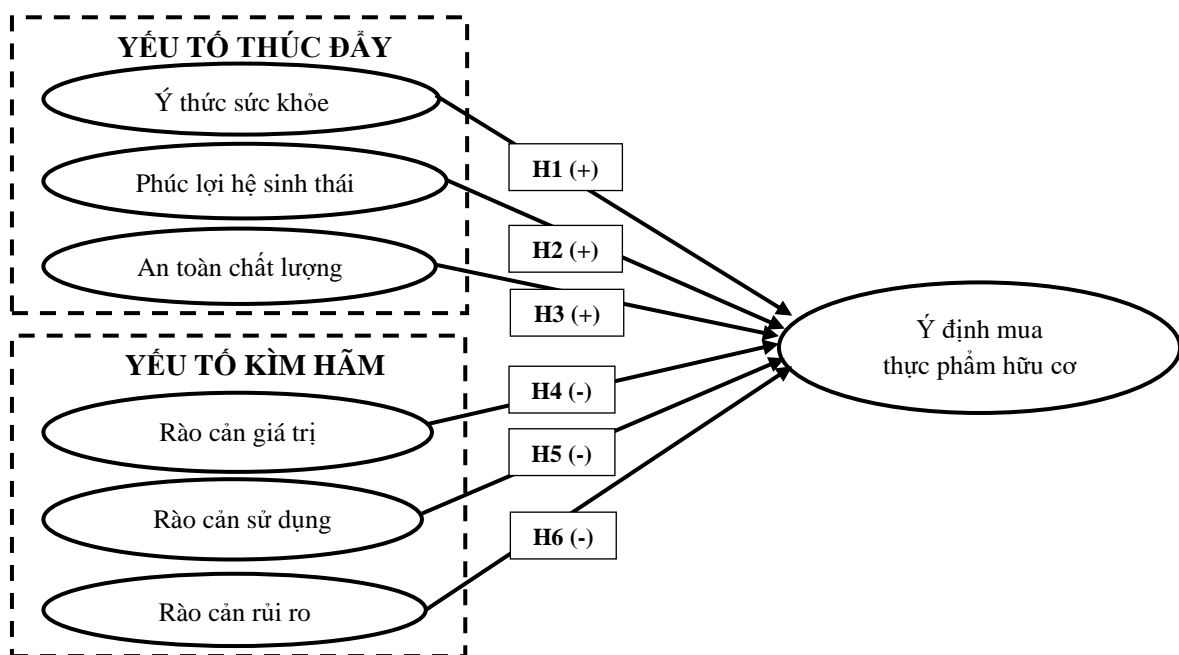 YẾU TỐ THÚC ĐẨY
Ý thức sức khỏe
H1 (+)
Phúc lợi hệ sinh thái
H2 (+)
An toàn chất lượng
H3 (+)
Ý định mua
thực phẩm hữu cơ
YẾU TỐ KÌM HÃM
H4 (-)
Rào cản giá trị
H5 (-)
Rào cản sử dụng
H6 (-)
Rào cản rủi ro